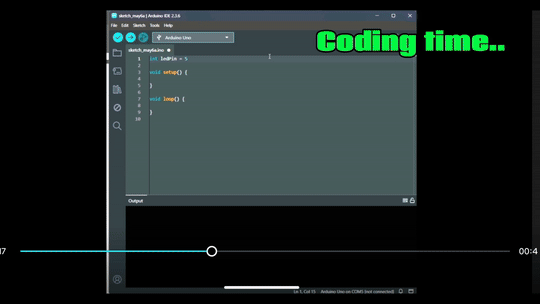 sketch_may6a | Arduino IDE 2.3.6
File Edit Sketch Tools Help
Arduino Uno
Coding time..
sketch_may6a.ino
1 int ledPin = 5
2
3 void setup() {
4
5 }
6
7 void loop() {
8
9 }
10
Output
17
00:4
Ln 1, Col 15 Arduino Uno on COM5 [not connected]